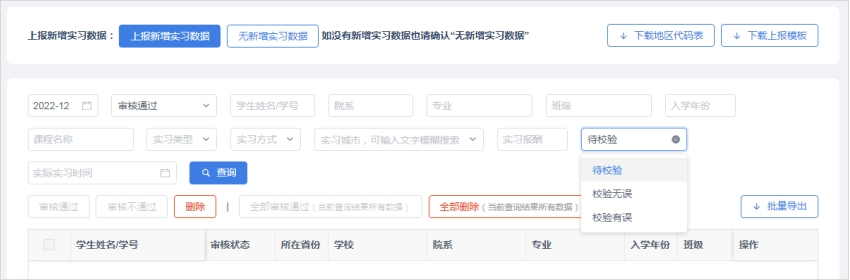 上报新增实习数据： 上报新增实习数据 无新增实习数据 如没有新增实习数据也请确认“无新增实习数据” 下载地区代码表 下载上报模板
2022-12 审核通过 学生姓名/学号 院系 专业 班级 入学年份
课程名称 实习类型 实习方式 实习城市，可输入文字模糊搜索 实习报酬 待校验
实际实习时间 查询
待校验
校验无误
校验有误
审核通过 审核不通过 删除 | 全部审核通过（当前查询结果所有数据） 全部删除（当前查询结果所有数据） 批量导出
学生姓名/学号 审核状态 所在省份 学校 院系 专业 入学年份 班级 操作